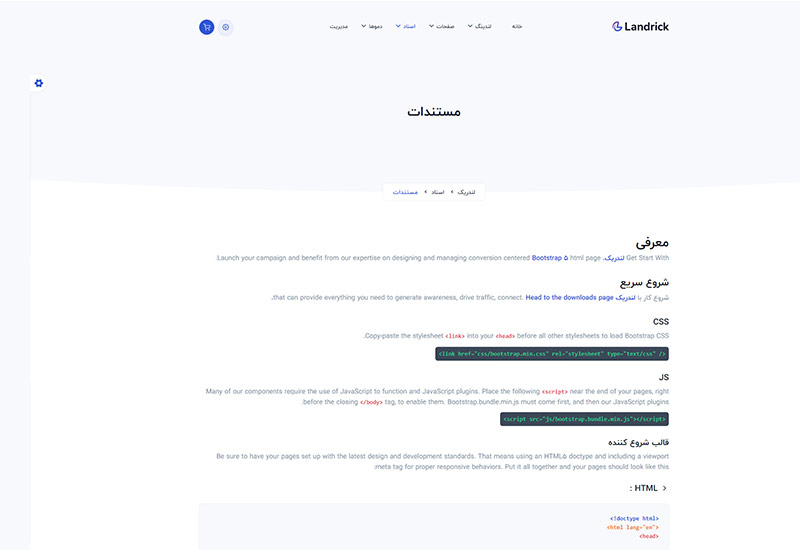 Landrick
خانه
لندینگ
صفحات
اسناد
دموها
مدیریت
مستندات
لندریک
اسناد
مستندات
معرفی
Get Start With لندریک. Bootstrap ۵ html page .Launch your campaign and benefit from our expertise on designing and managing conversion centered
شروع سریع
شروع کار با لندریک Head to the downloads page .that can provide everything you need to generate awareness, drive traffic, connect.
CSS
.Copy-paste the stylesheet <link> into your <head> before all other stylesheets to load Bootstrap CSS
<link href="css/bootstrap.min.css" rel="stylesheet" type="text/css" />
JS
Many of our components require the use of JavaScript to function and JavaScript plugins. Place the following <script> near the end of your pages, right
.before the closing </body> tag, to enable them. Bootstrap.bundle.min.js must come first, and then our JavaScript plugins
<script src="js/bootstrap.bundle.min.js"></script>
قالب شروع کننده
Be sure to have your pages set up with the latest design and development standards. That means using an HTML۵ doctype and including a viewport
:meta tag for proper responsive behaviors. Put it all together and your pages should look like this
HTML :
<!doctype html>
<html lang="en">
<head>